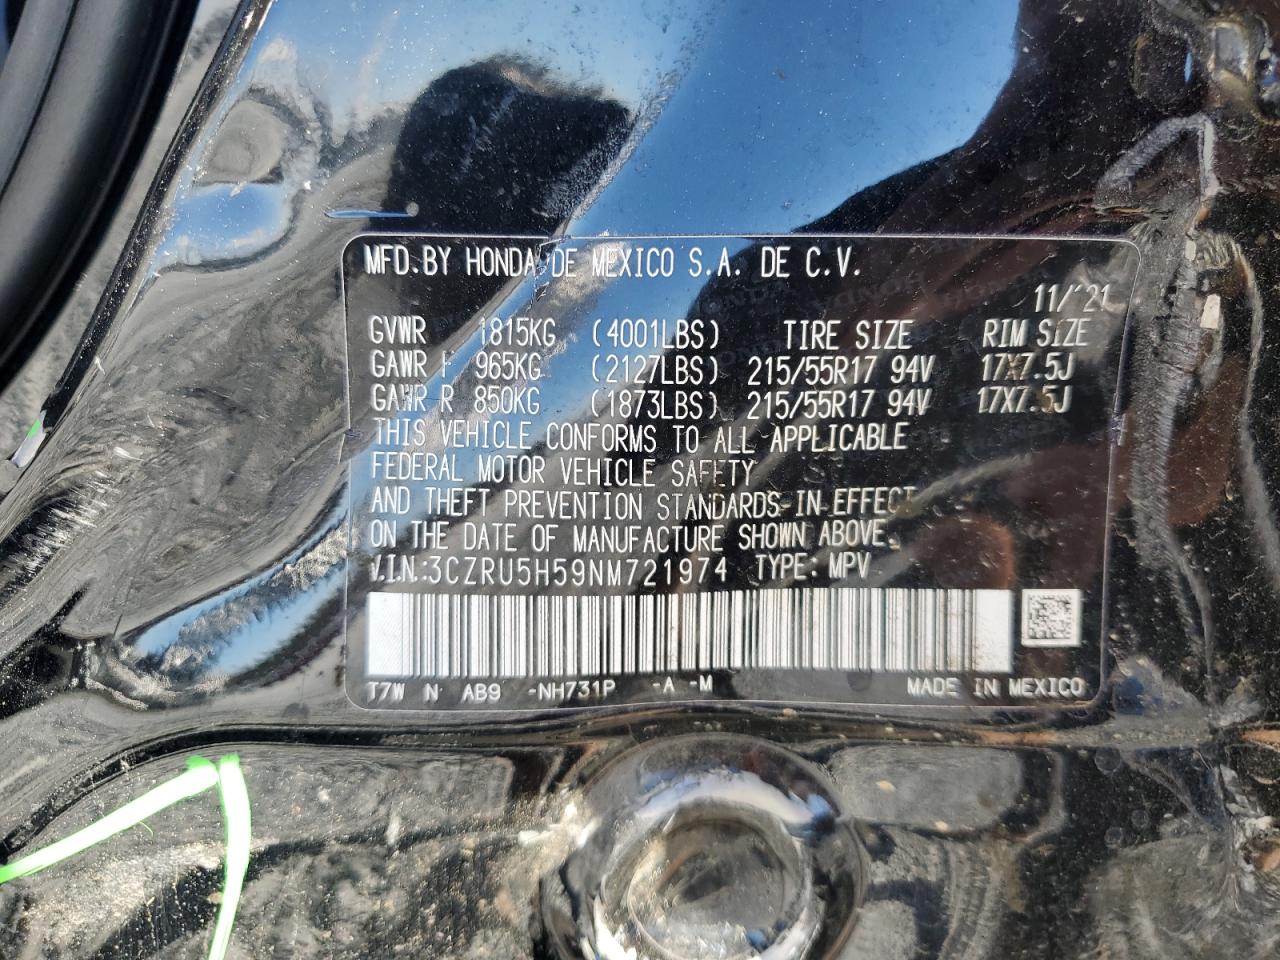 MFD.BY HONDA DE MEXICO S.A. DE C.V.
11/'21
GVWR 1815KG (4001LBS) TIRE SIZE RIM SIZE
GAWR F 965KG (2127LBS) 215/55R17 94V 17X7.5J
GAWR R 850KG (1873LBS) 215/55R17 94V 17X7.5J
THIS VEHICLE CONFORMS TO ALL APPLICABLE
FEDERAL MOTOR VEHICLE SAFETY
AND THEFT PREVENTION STANDARDS IN EFFECT
ON THE DATE OF MANUFACTURE SHOWN ABOVE.
V.I.N.:3CZRU5H59NM721974 TYPE: MPV
T7W N AB9 -NH731P -A -M MADE IN MEXICO